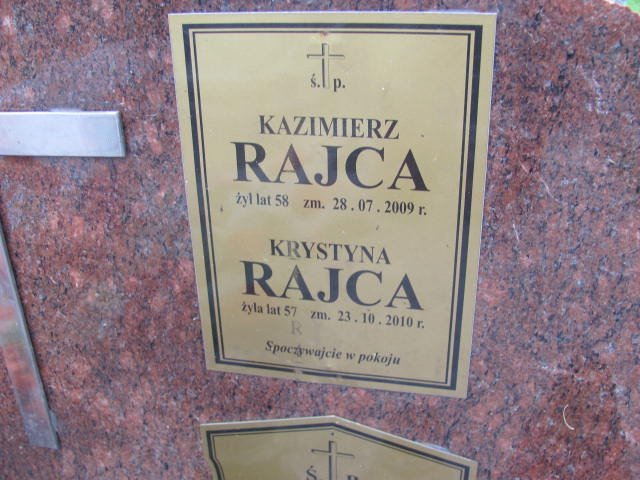 ś. p.
KAZIMIERZ
RAJCA
żył lat 58 zm. 28.07.2009 r.
KRYSTYNA
RAJCA
żyła lat 57 zm. 23.10.2010 r.
R
Spoczywajcie w pokoju
Ś P